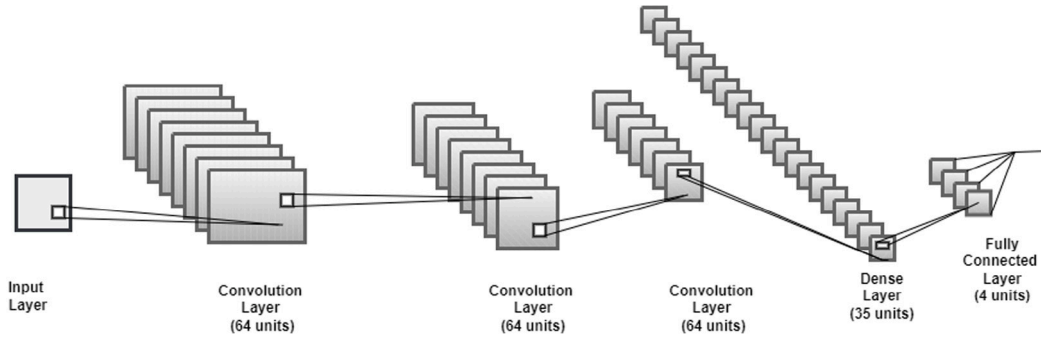 Input
Layer
Convolution
Layer
(64 units)
Convolution
Layer
(64 units)
Convolution
Layer
(64 units)
Dense
Layer
(35 units)
Fully
Connected
Layer
(4 units)